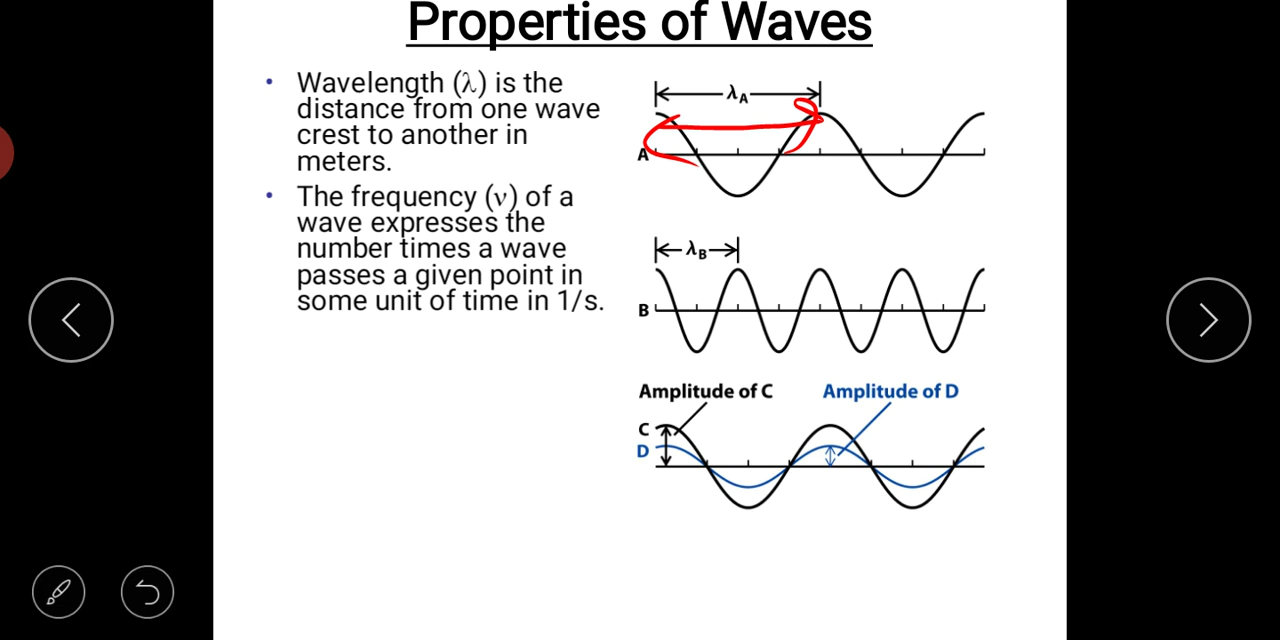 Properties of Waves
• Wavelength (λ) is the
distance from one wave
crest to another in
meters.
• The frequency (ν) of a
wave expresses the
number times a wave
passes a given point in
some unit of time in 1/s.
λA
A
λB
B
Amplitude of C
Amplitude of D
C
D